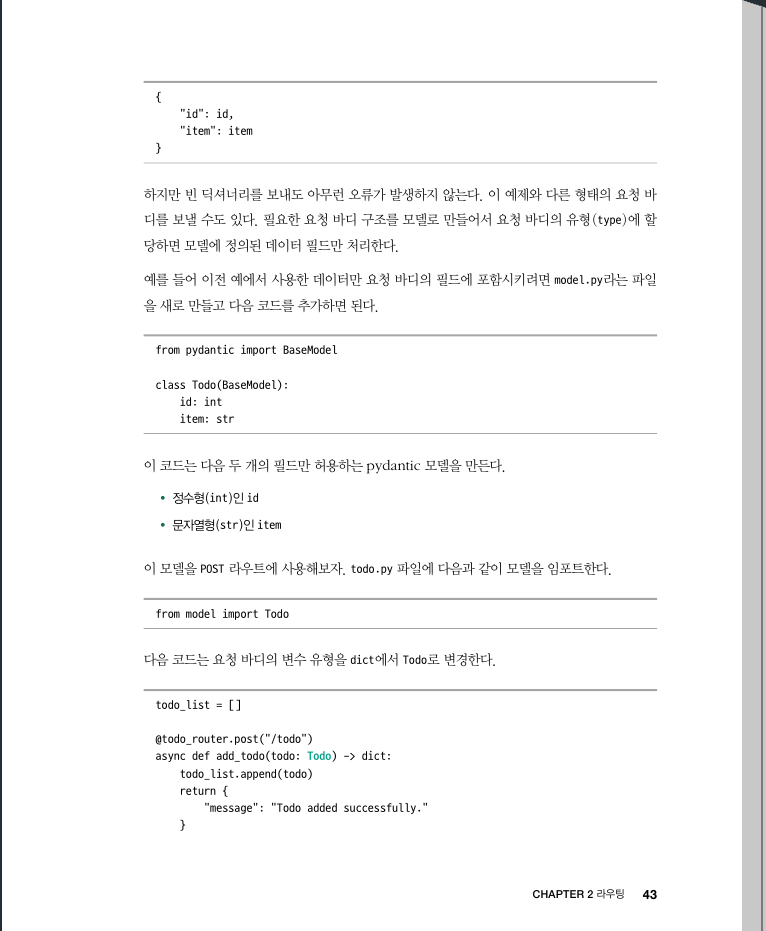 {
    "id": id,
    "item": item
}
하지만 빈 딕셔너리를 보내도 아무런 오류가 발생하지 않는다. 이 예제와 다른 형태의 요청 바
디를 보낼 수도 있다. 필요한 요청 바디 구조를 모델로 만들어서 요청 바디의 유형(type)에 할
당하면 모델에 정의된 데이터 필드만 처리한다.
예를 들어 이전 예에서 사용한 데이터만 요청 바디의 필드에 포함시키려면 model.py라는 파일
을 새로 만들고 다음 코드를 추가하면 된다.
from pydantic import BaseModel
class Todo(BaseModel):
    id: int
    item: str
이 코드는 다음 두 개의 필드만 허용하는 pydantic 모델을 만든다.
• 정수형(int)인 id
• 문자열형(str)인 item
이 모델을 POST 라우트에 사용해보자. todo.py 파일에 다음과 같이 모델을 임포트한다.
from model import Todo
다음 코드는 요청 바디의 변수 유형을 dict에서 Todo로 변경한다.
todo_list = []
@todo_router.post("/todo")
async def add_todo(todo: Todo) -> dict:
    todo_list.append(todo)
    return {
        "message": "Todo added successfully."
    }
CHAPTER 2 라우팅 43